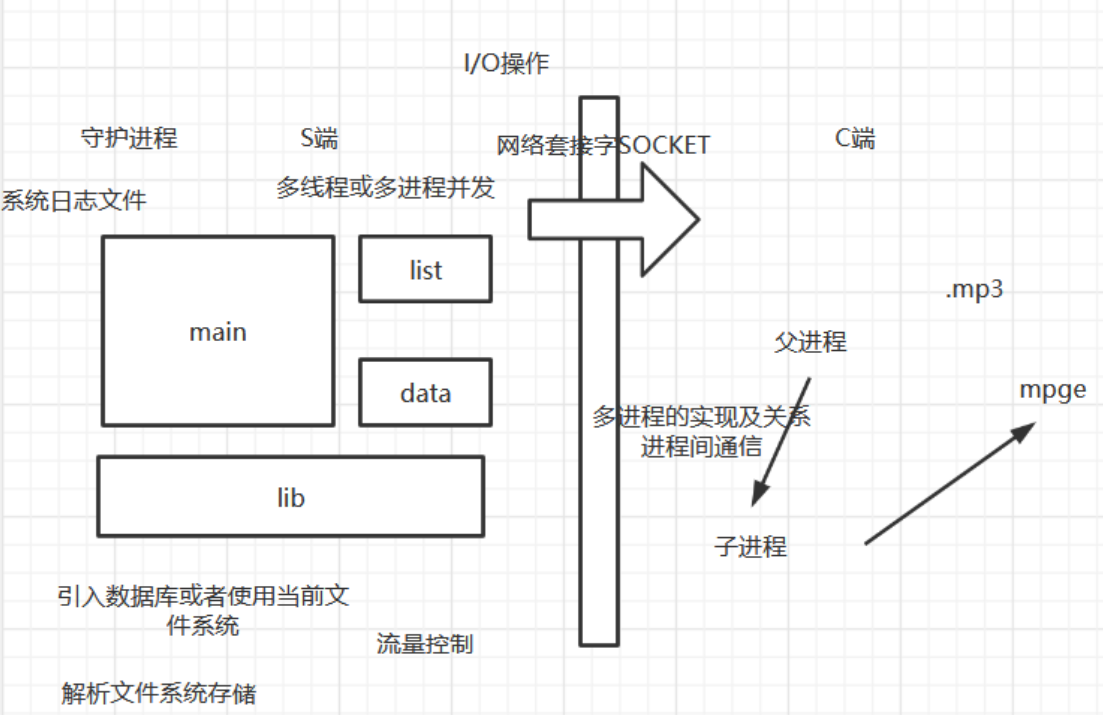 I/O操作
守护进程
S端
网络套接字SOCKET
C端
系统日志文件
多线程或多进程并发
list
.mp3
main
父进程
data
mpge
多进程的实现及关系
进程间通信
lib
子进程
引入数据库或者使用当前文
件系统
流量控制
解析文件系统存储